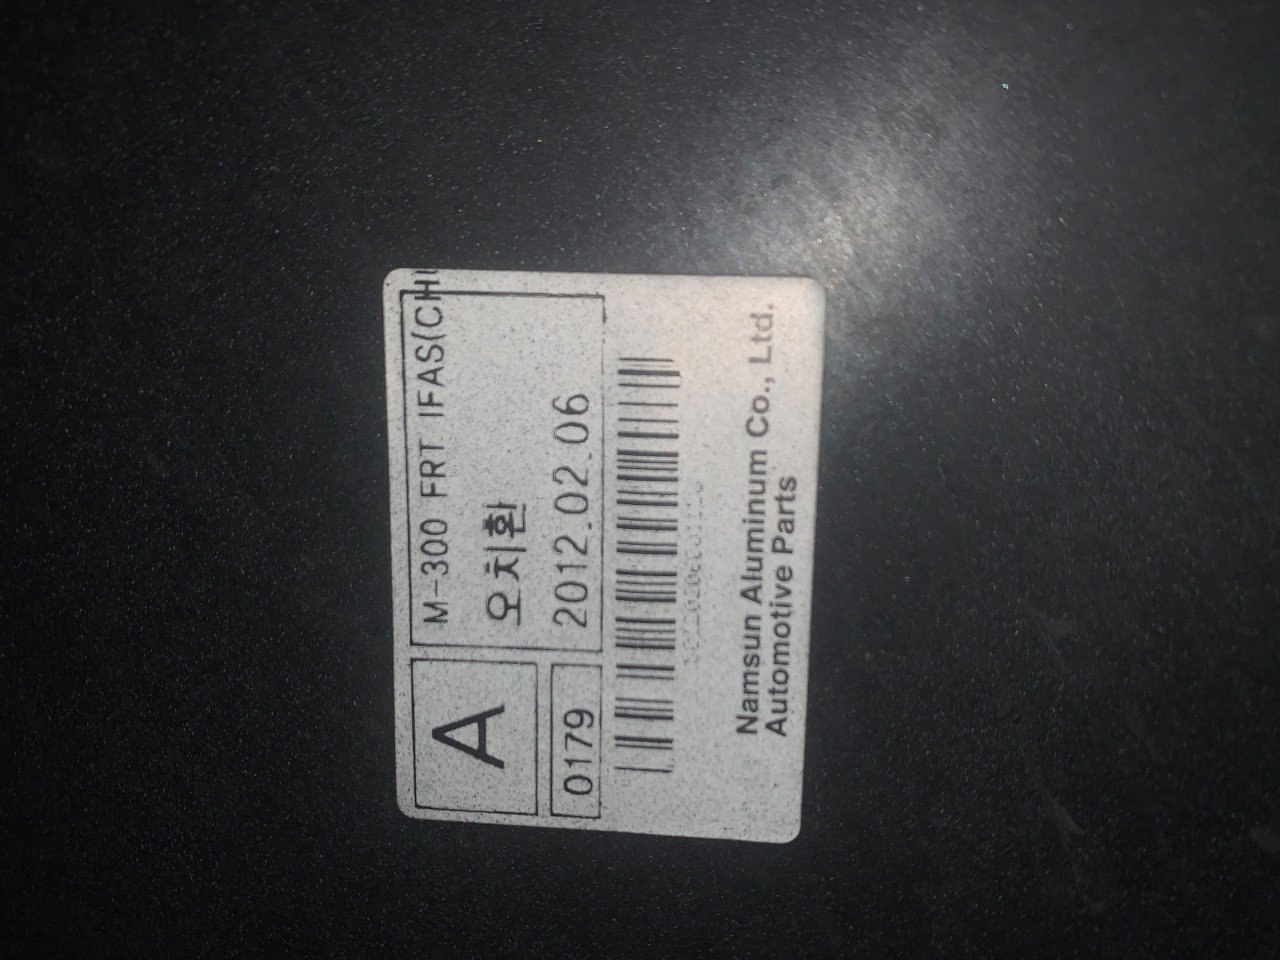 A
M-300 FRT IFAS(CH
오치환
0179
2012.02.06
Namsun Aluminum Co., Ltd.
Automotive Parts